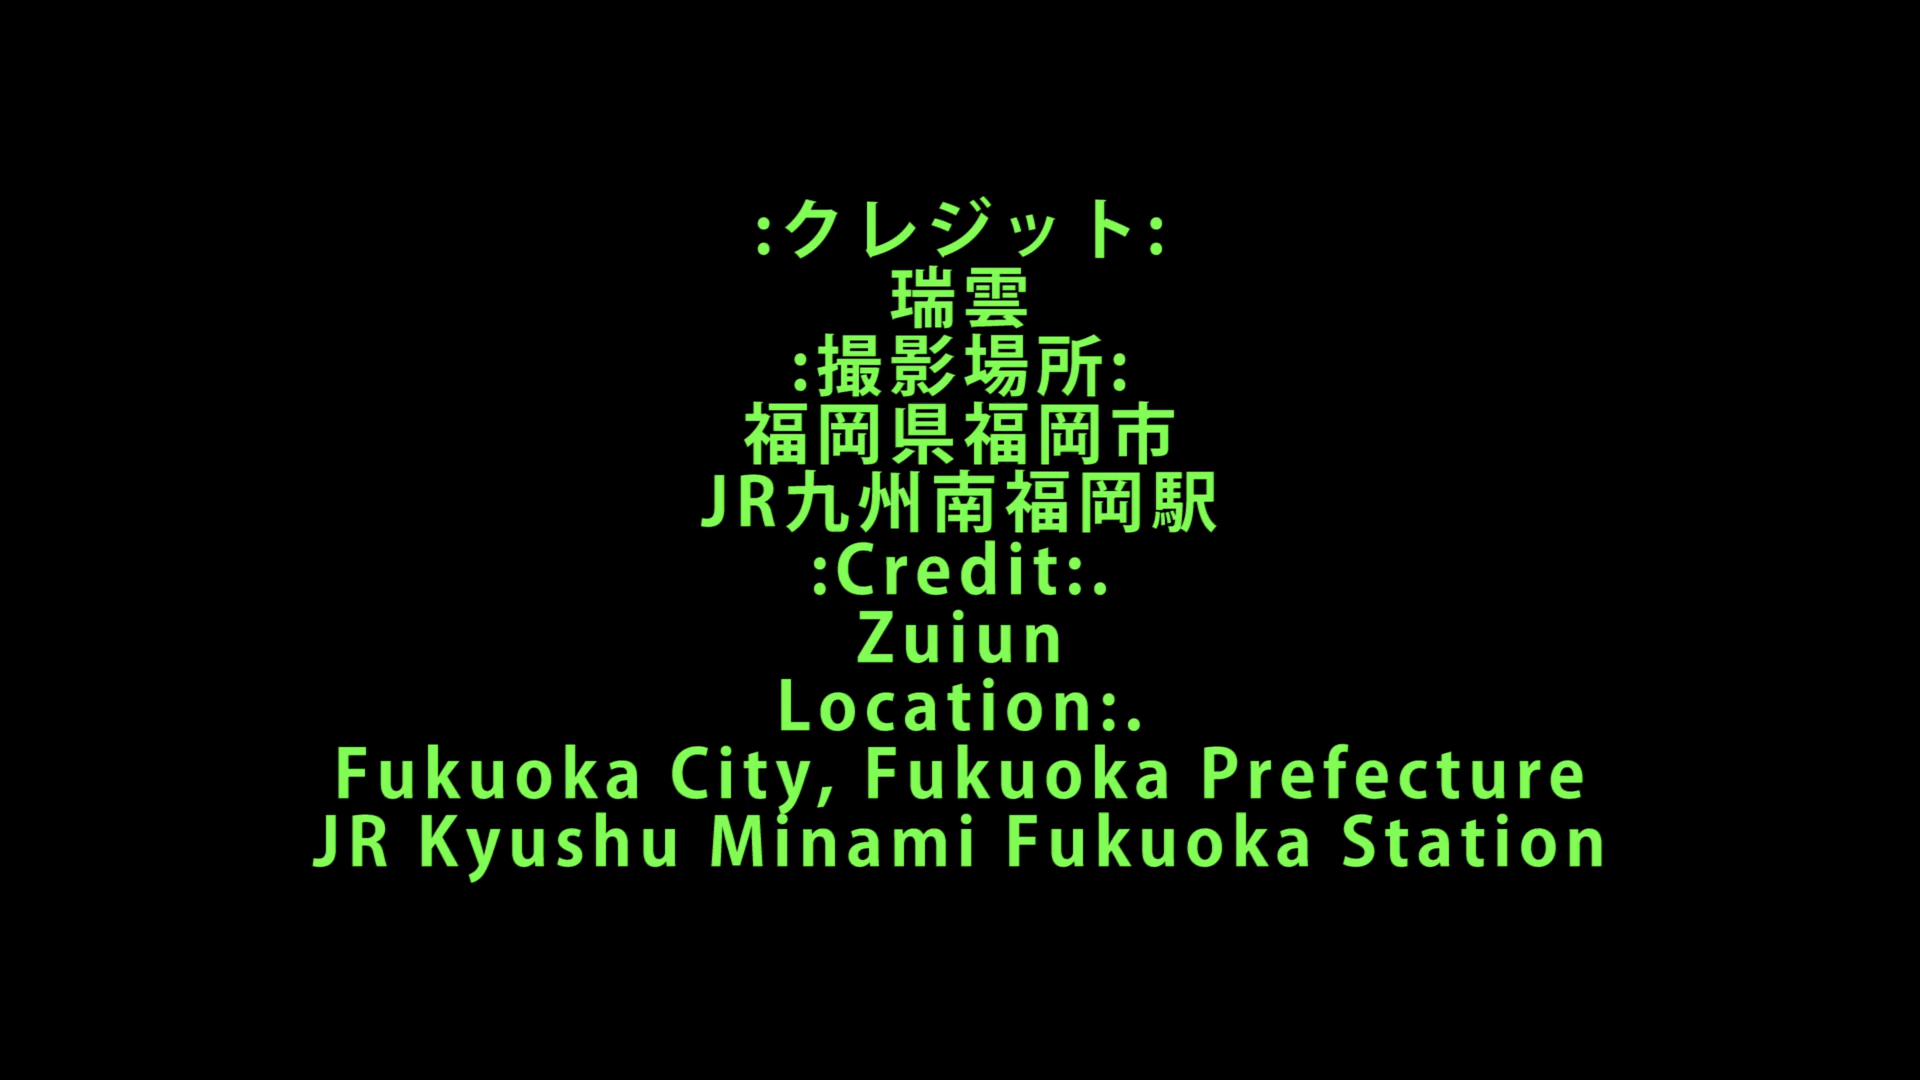 :クレジット:
瑞雲
:撮影場所:
福岡県福岡市
JR九州南福岡駅
:Credit:.
Zuiun
Location:.
Fukuoka City, Fukuoka Prefecture
JR Kyushu Minami Fukuoka Station